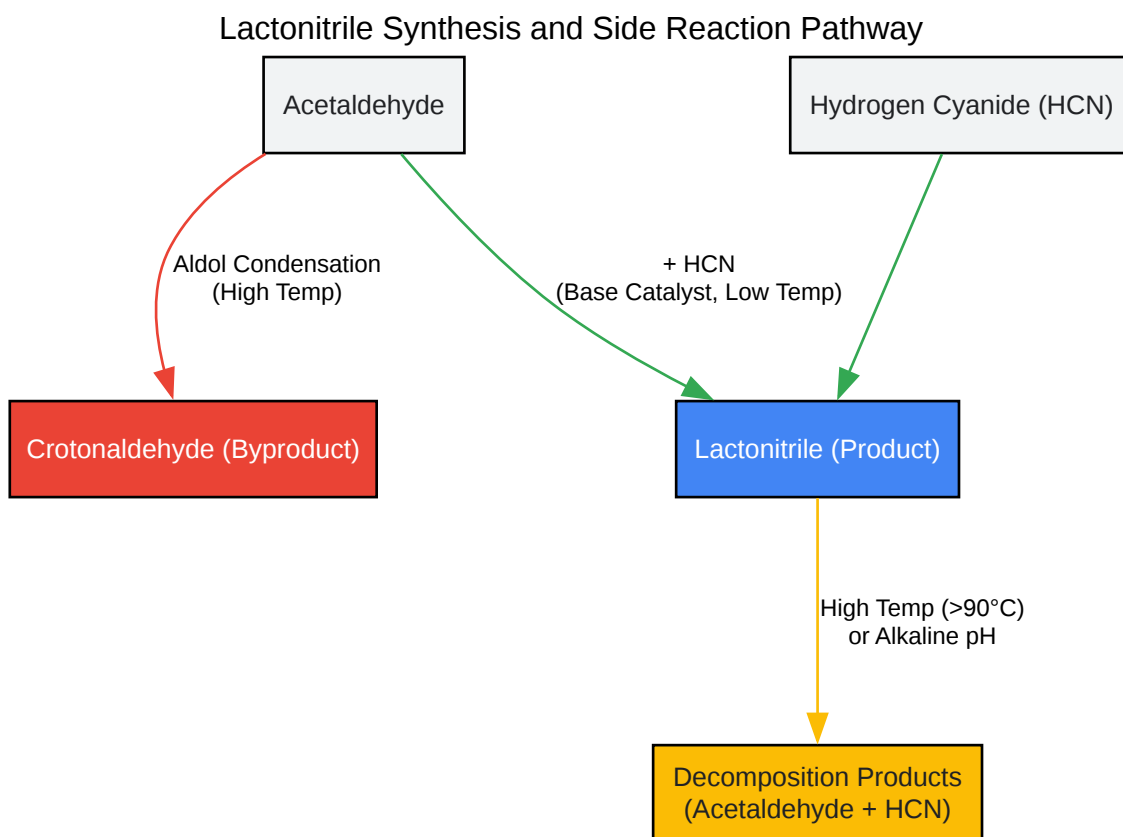 Lactonitrile Synthesis and Side Reaction Pathway
Acetaldehyde
Hydrogen Cyanide (HCN)
Aldol Condensation
(High Temp)
+ HCN
(Base Catalyst, Low Temp)
Crotonaldehyde (Byproduct)
Lactonitrile (Product)
High Temp (>90°C)
or Alkaline pH
Decomposition Products
(Acetaldehyde + HCN)